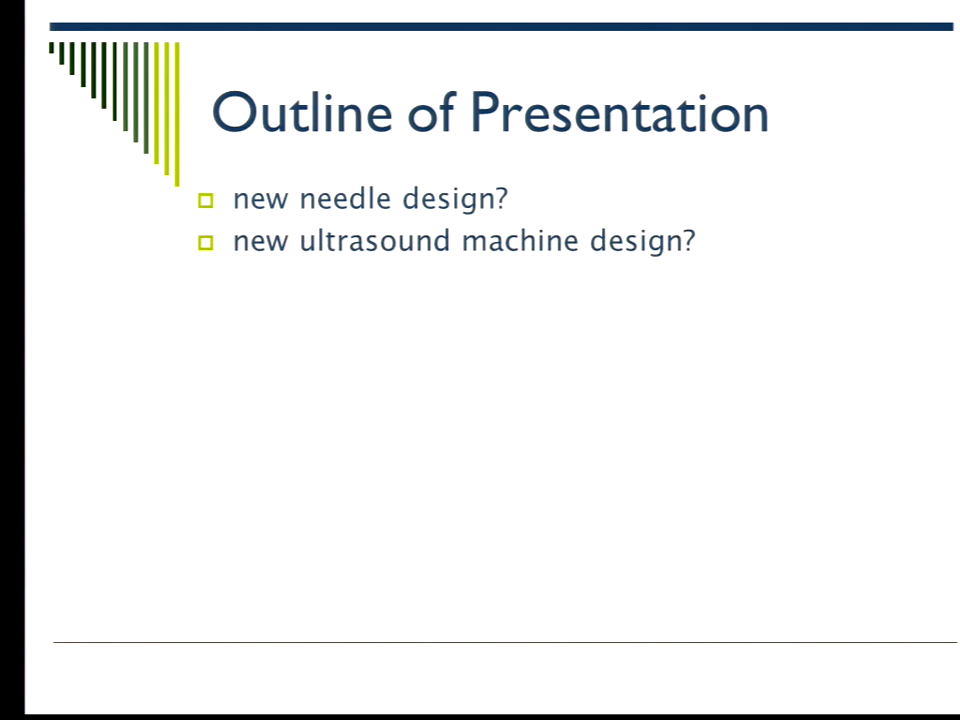 Outline of Presentation
new needle design?
new ultrasound machine design?